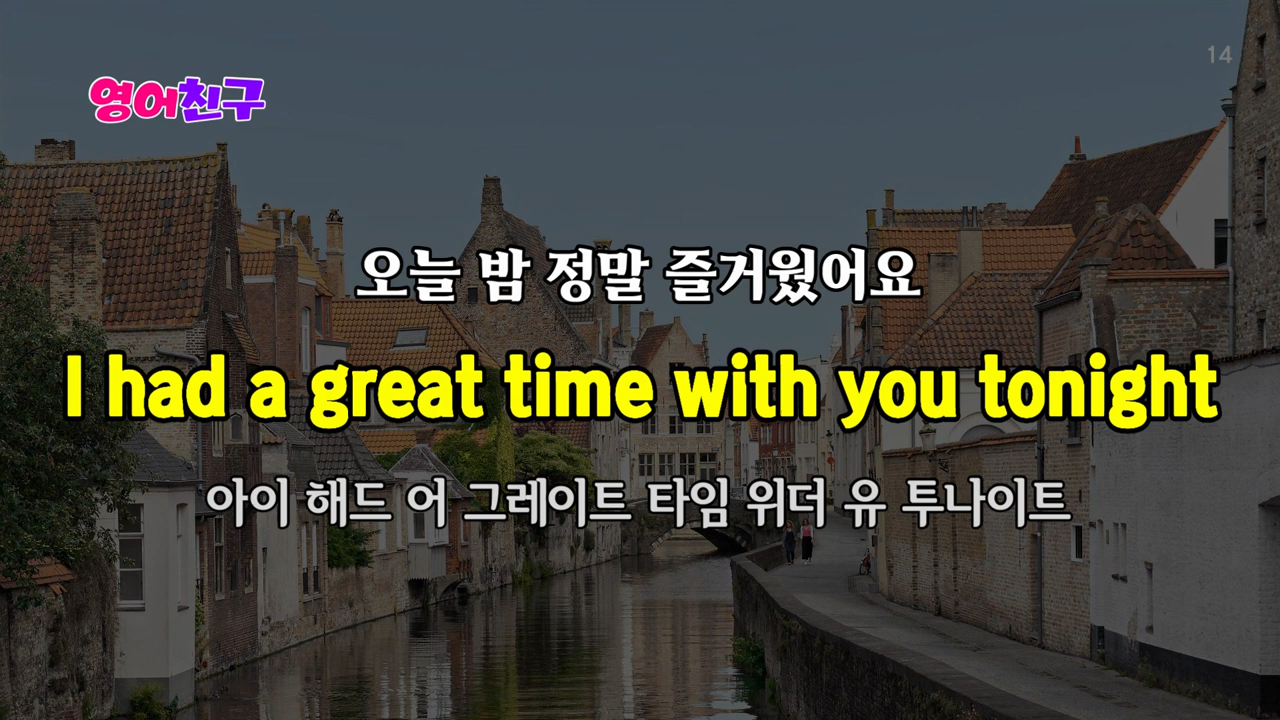 14
영어친구
오늘 밤 정말 즐거웠어요
I had a great time with you tonight
아이 해드 어 그레이트 타임 위더 유 투나이트